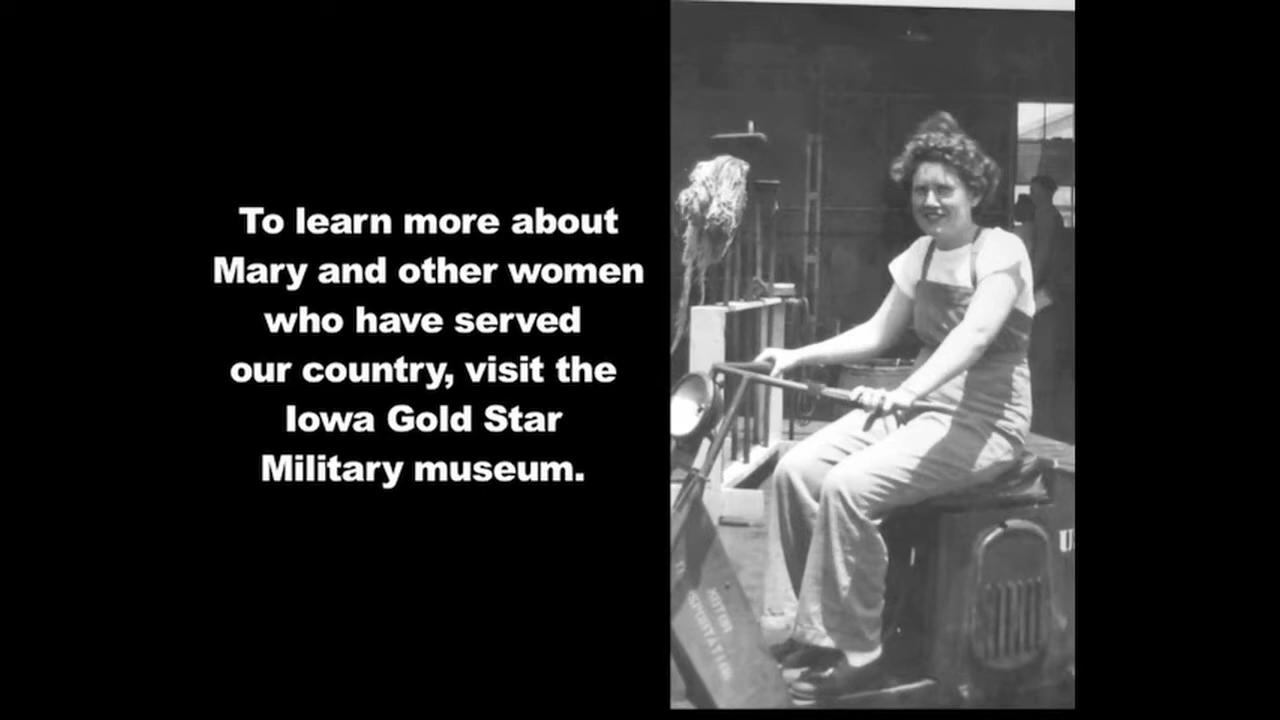 To learn more about
Mary and other women
who have served
our country, visit the
Iowa Gold Star
Military museum.
U
MOTOR